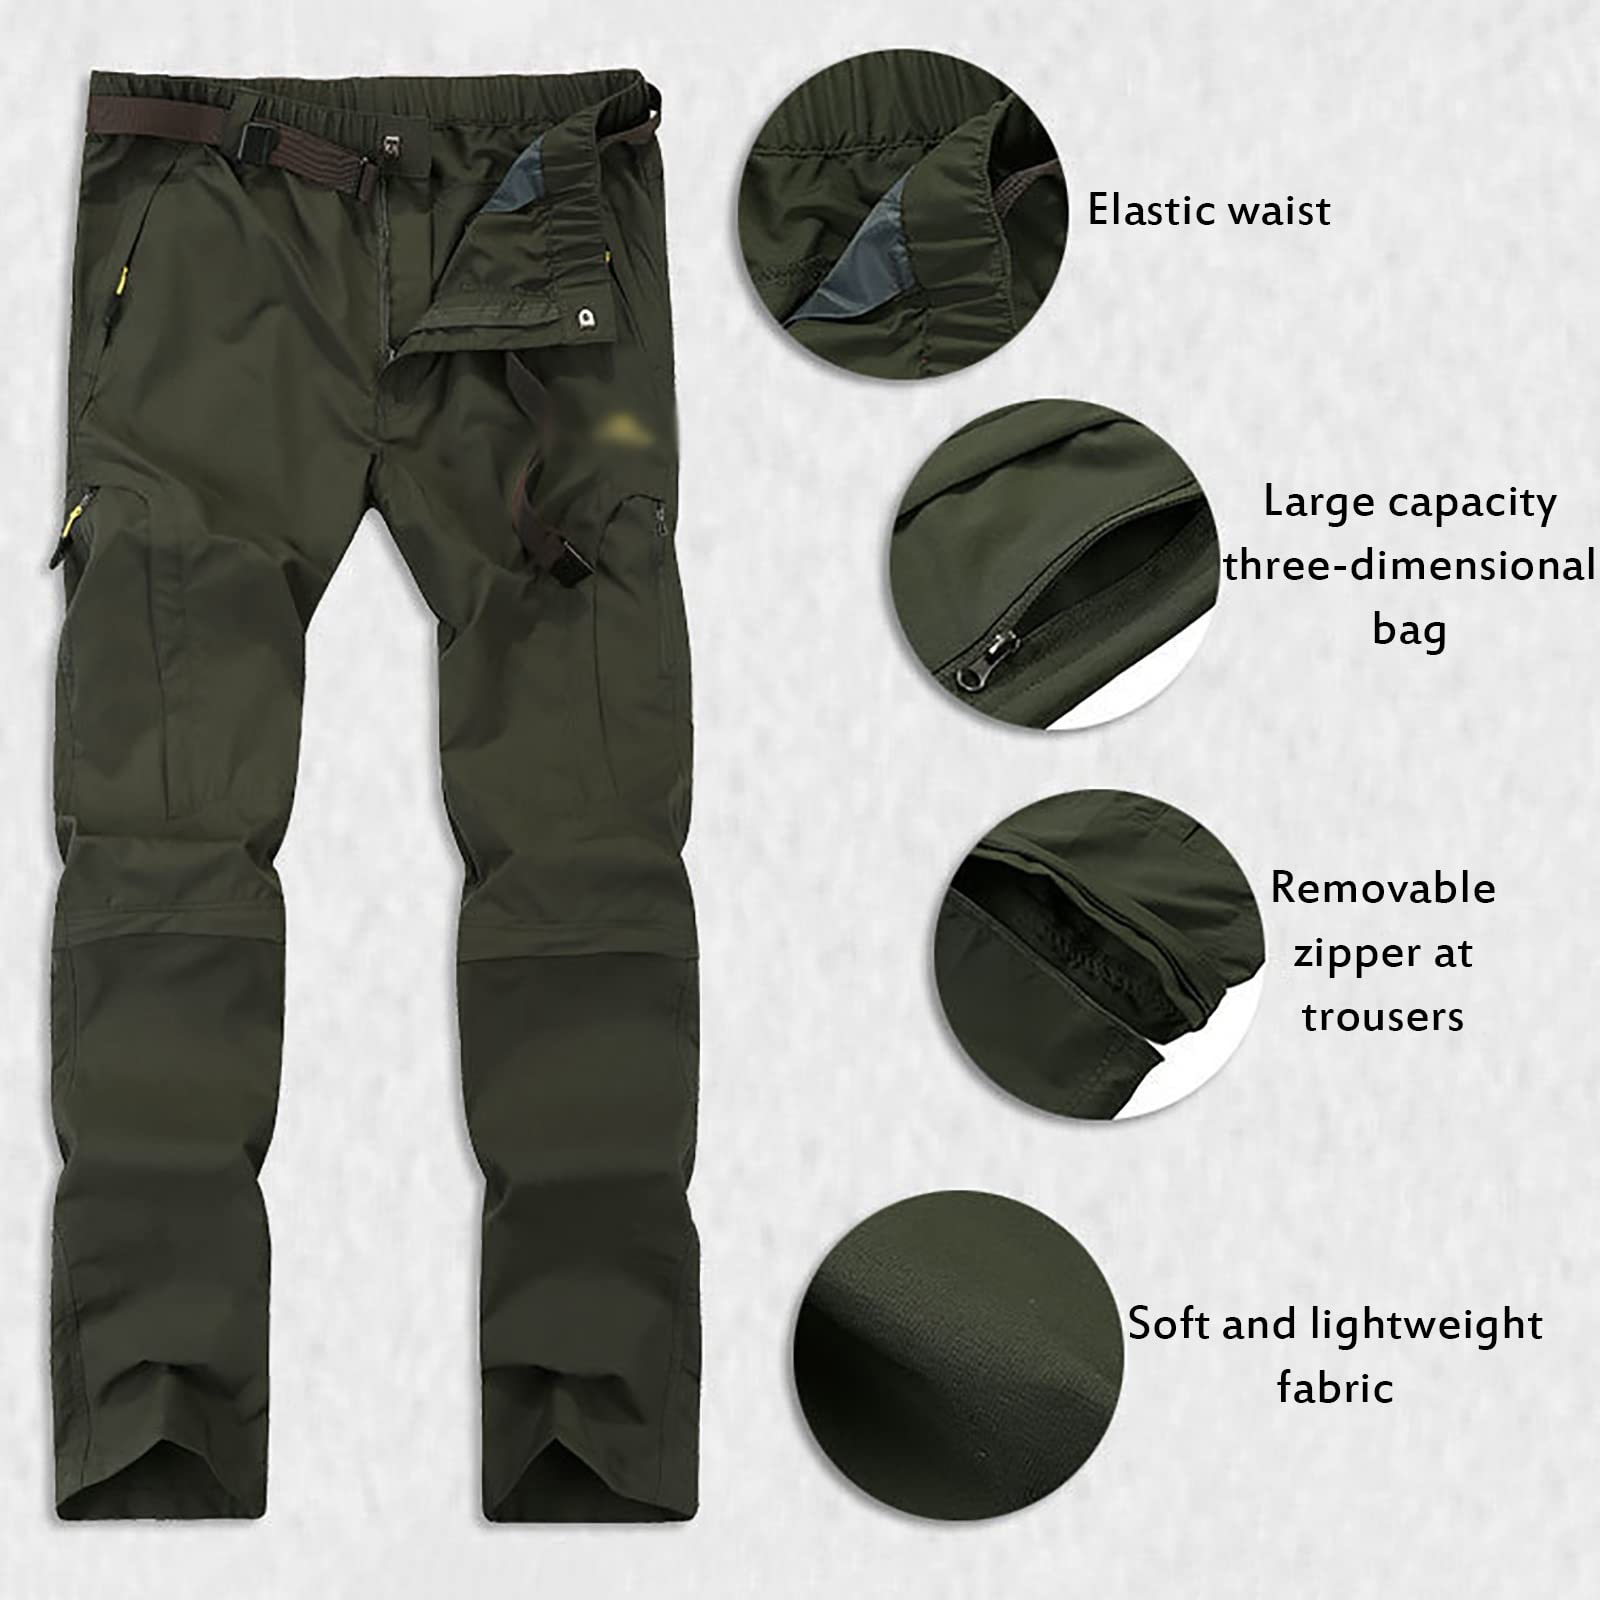 Elastic waist
Large capacity
three-dimensional
bag
Removable
zipper at
trousers
Soft and lightweight
fabric